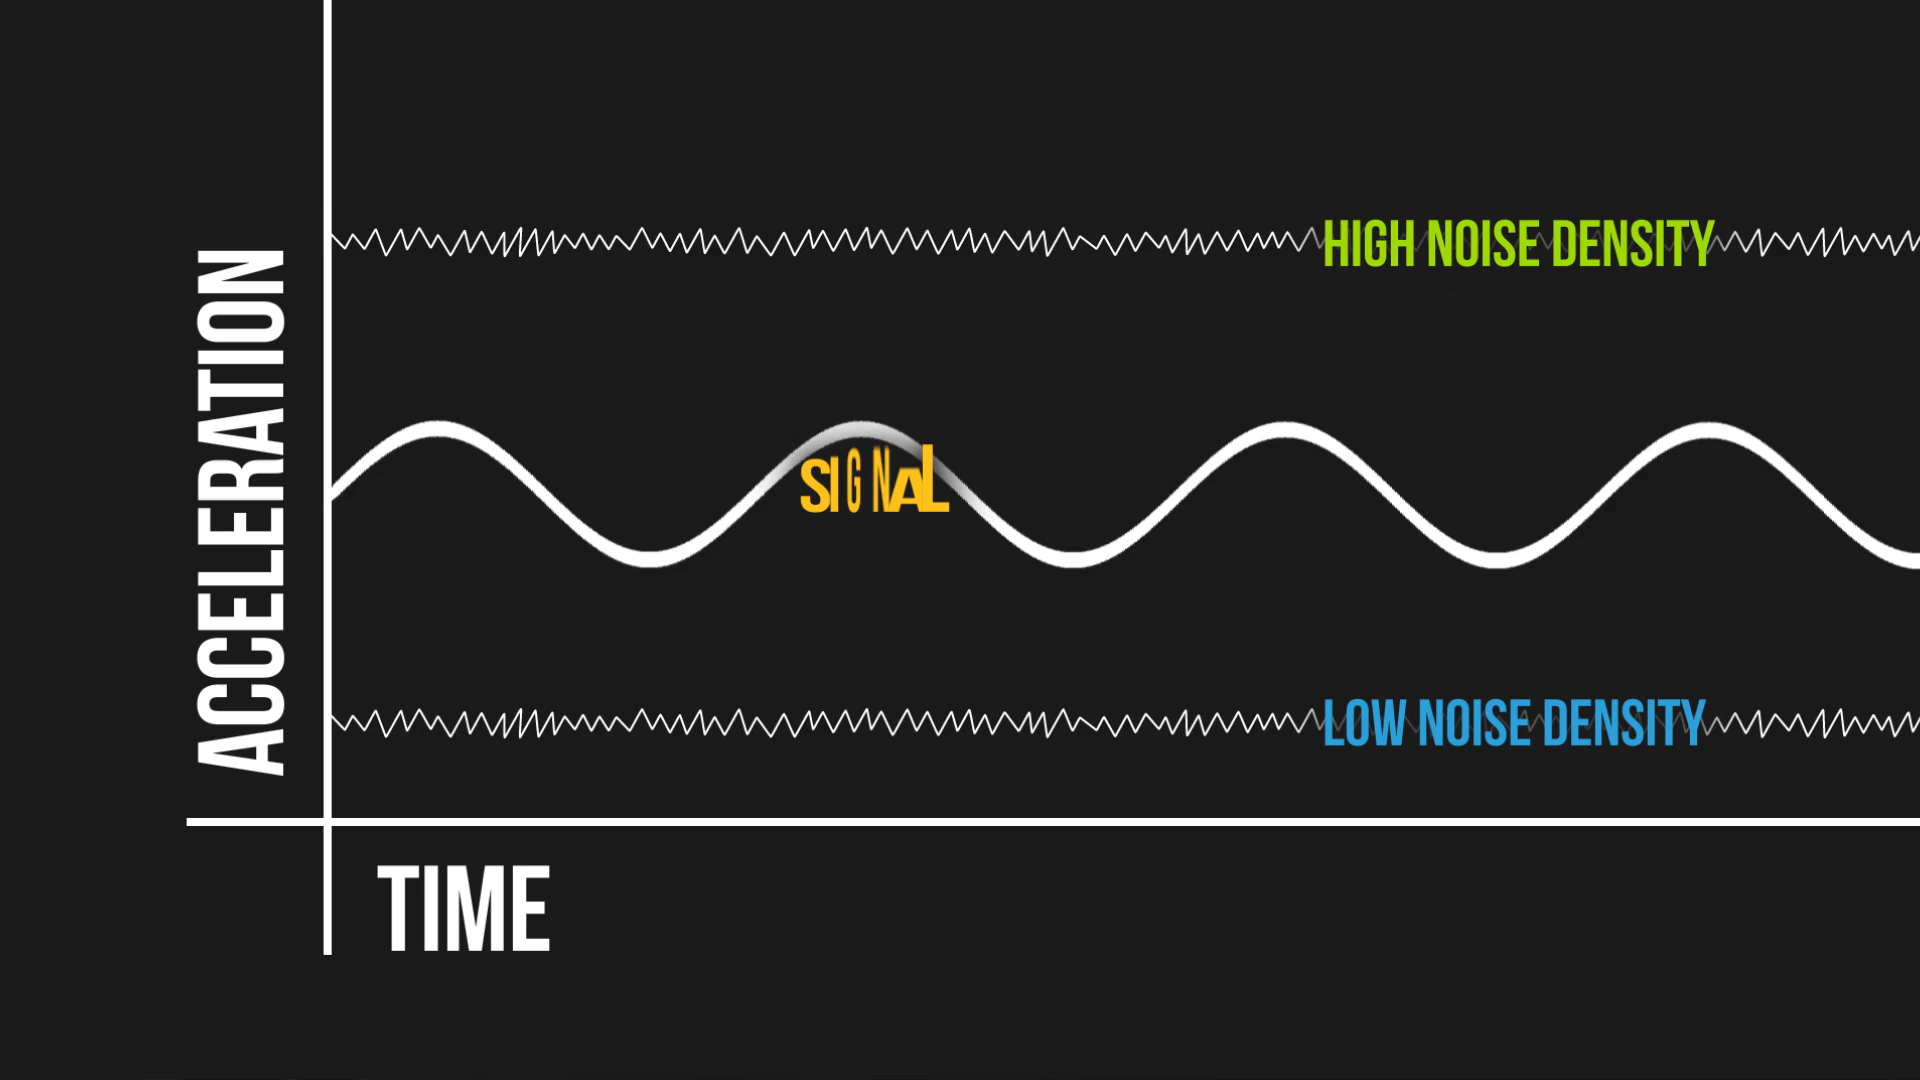 HIGH NOISE DENSITY
ACCELERATION
SIGNAL
LOW NOISE DENSITY
TIME